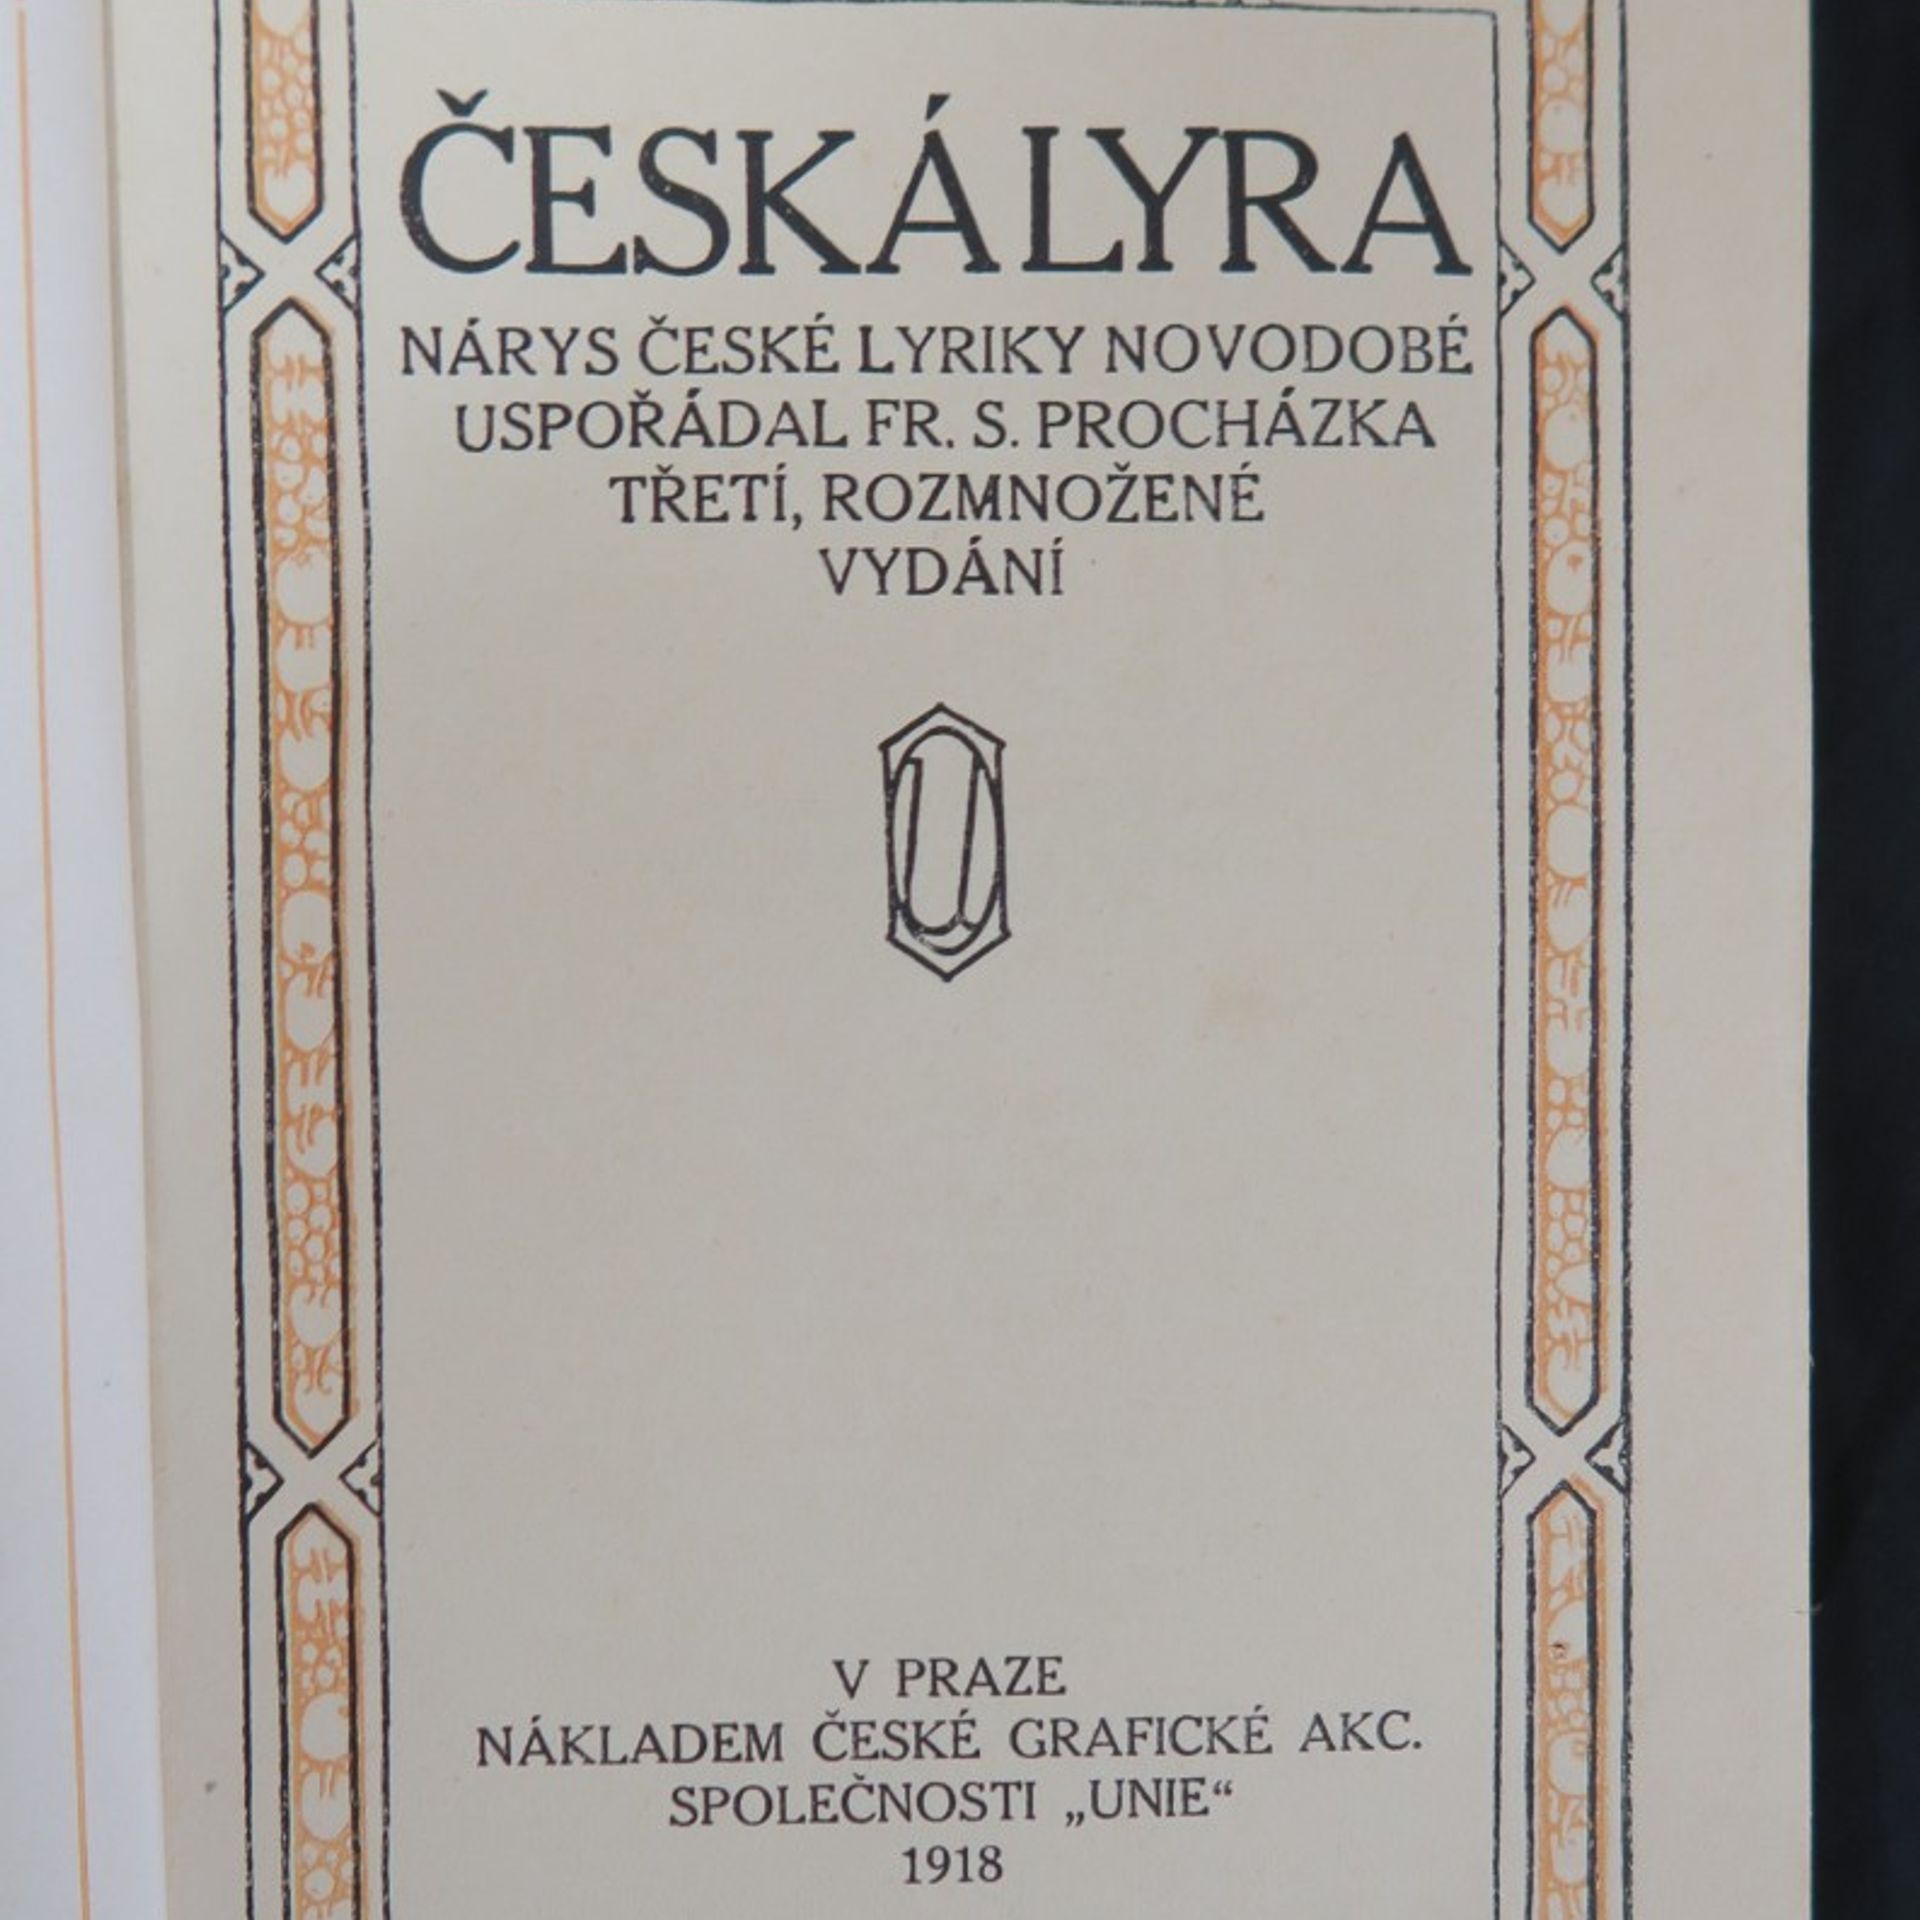 ČESKÁ LYRA
NÁRYS ČESKÉ LYRIKY NOVODOBÉ
USPOŘÁDAL FR. S. PROCHÁZKA
TŘETÍ, ROZMNOŽENÉ
VYDÁNÍ
U
V PRAZE
NÁKLADEM ČESKÉ GRAFICKÉ AKC.
SPOLEČNOSTI „UNIE“
1918